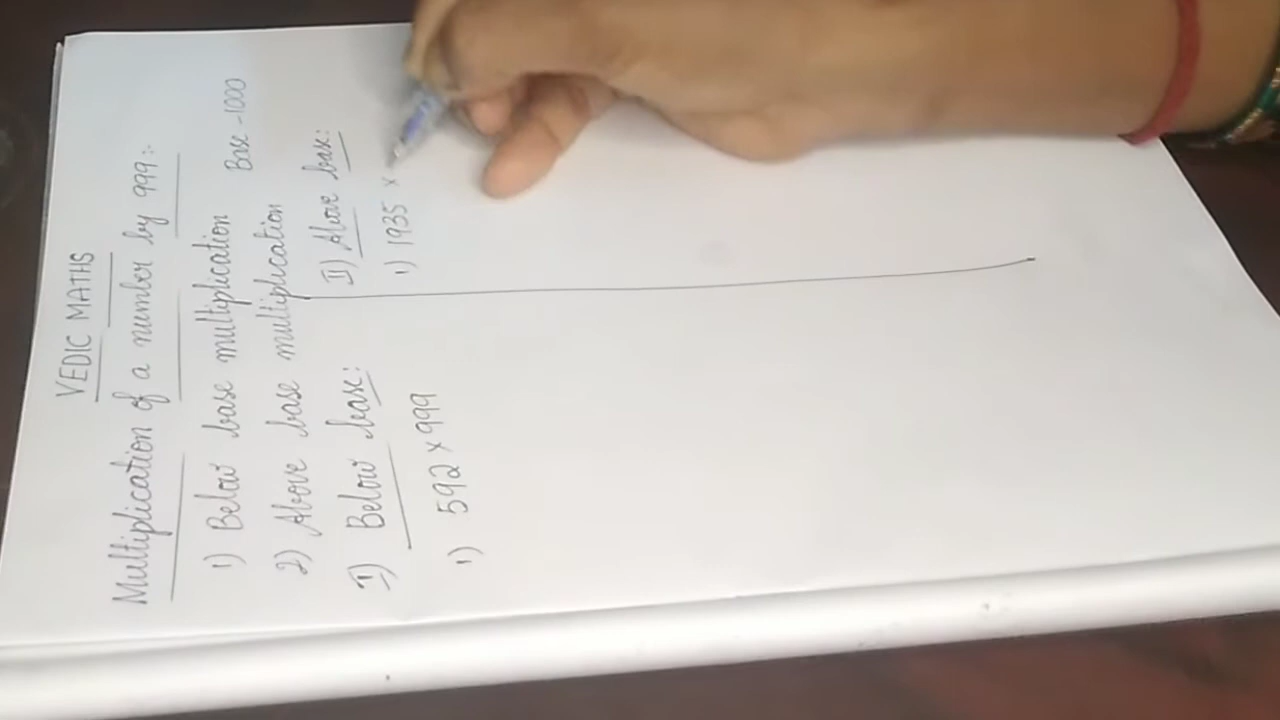 VEDIC MATHS
Multiplication of a number by 999:-
1) Below base multiplication Base - 1000
2) Above base multiplication
I) Below base:
1) 592 × 999
II) Above base:
1) 1935 ×